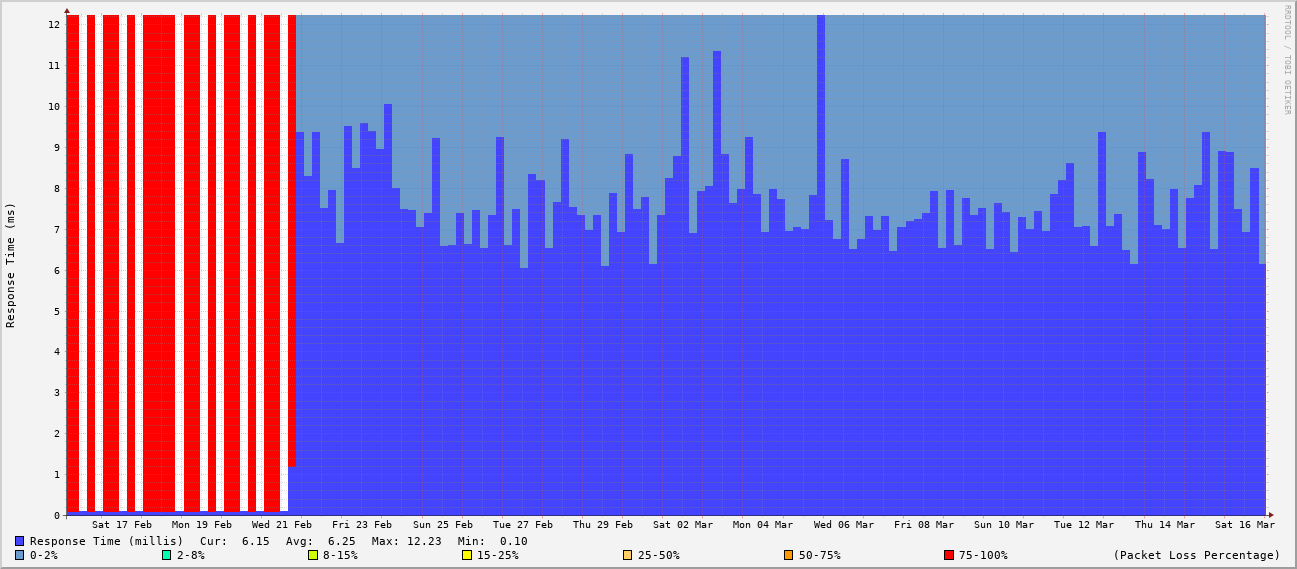 RRDTOOL / TOBI OETIKER
Response Time (ms)
12
11
10
9
8
7
6
5
4
3
2
1
0
Sat 17 Feb Mon 19 Feb Wed 21 Feb Fri 23 Feb Sun 25 Feb Tue 27 Feb Thu 29 Feb Sat 02 Mar Mon 04 Mar Wed 06 Mar Fri 08 Mar Sun 10 Mar Tue 12 Mar Thu 14 Mar Sat 16 Mar
Response Time (millis) Cur: 6.15 Avg: 6.25 Max: 12.23 Min: 0.10
0-2% 2-8% 8-15% 15-25% 25-50% 50-75% 75-100% (Packet Loss Percentage)